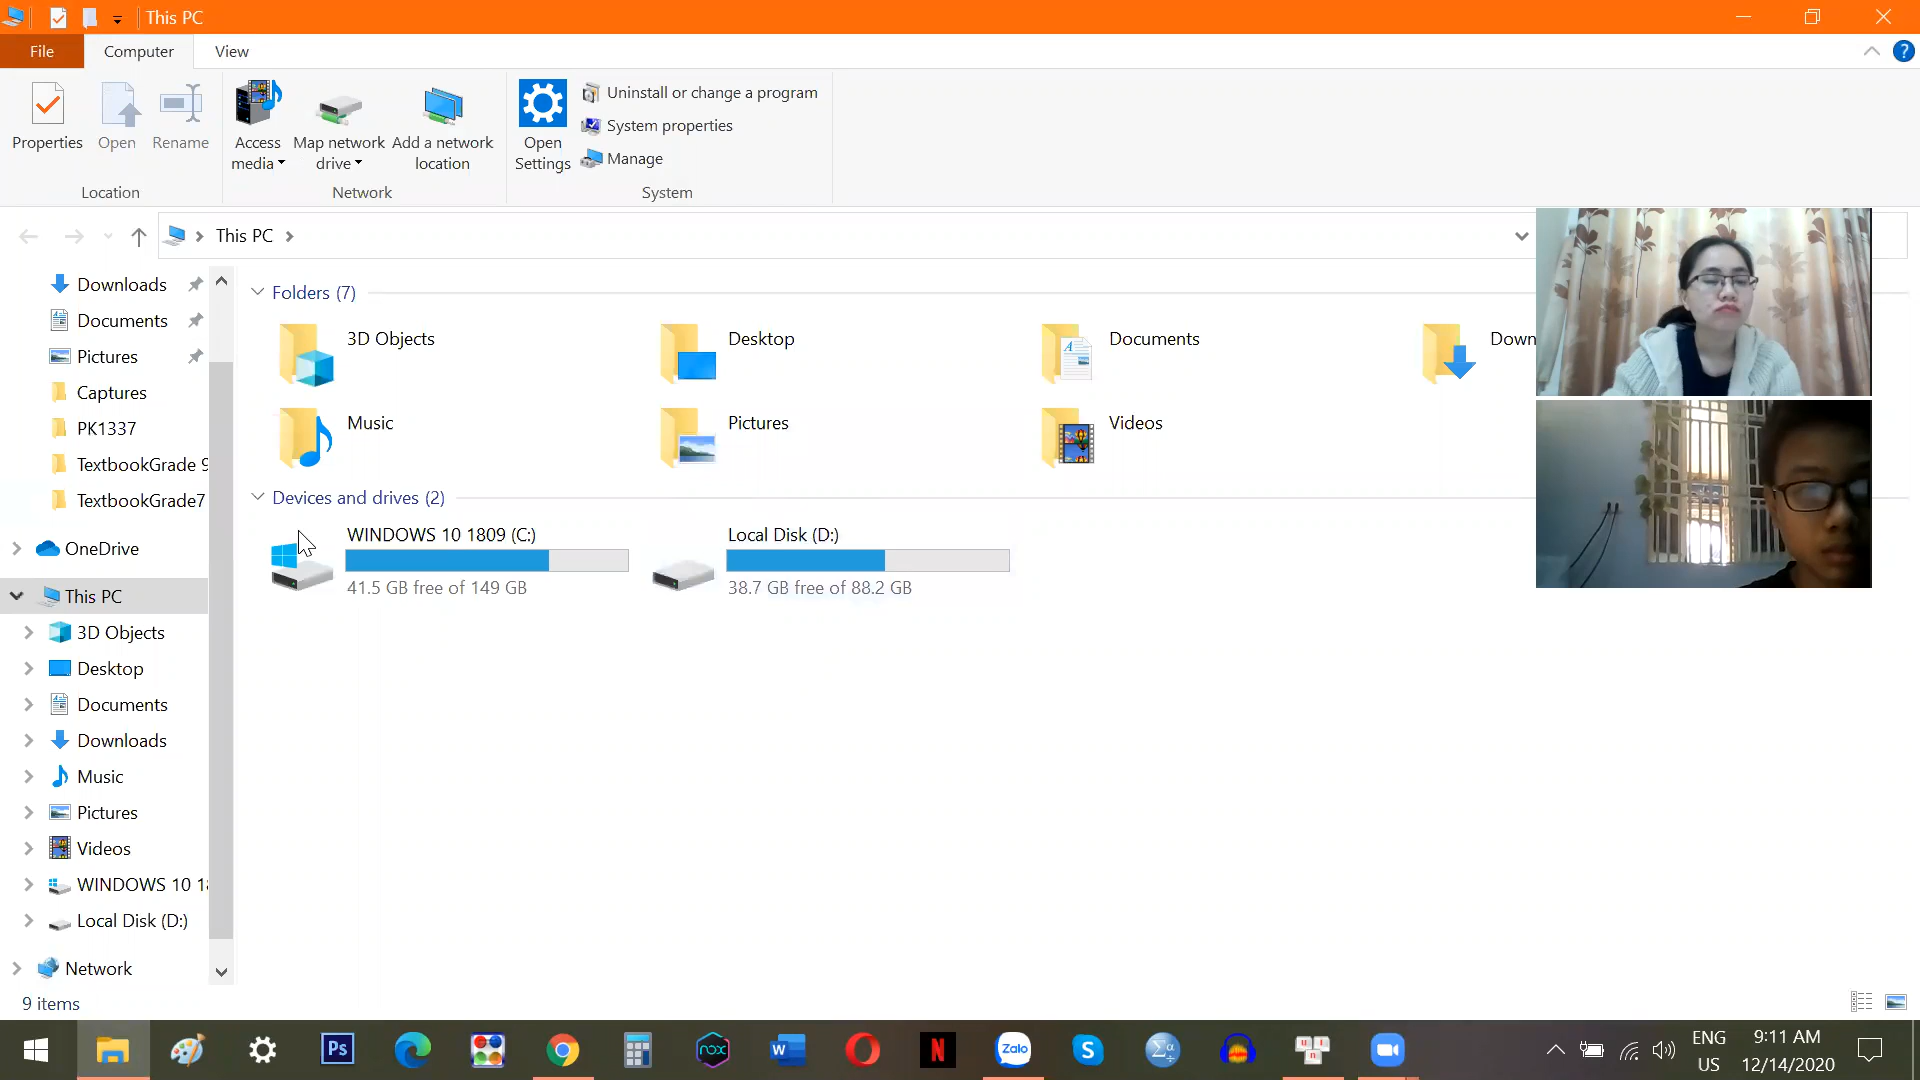 This PC
File
Computer
View
Properties
Open
Rename
Access media
Map network drive
Add a network location
Open Settings
Uninstall or change a program
System properties
Manage
Location
Network
System
This PC
Downloads
Documents
Pictures
Captures
PK1337
TextbookGrade 9
TextbookGrade7
OneDrive
This PC
3D Objects
Desktop
Documents
Downloads
Music
Pictures
Videos
WINDOWS 10 18
Local Disk (D:)
Network
Folders (7)
3D Objects
Desktop
Documents
Down
Music
Pictures
Videos
Devices and drives (2)
WINDOWS 10 1809 (C:)
41.5 GB free of 149 GB
Local Disk (D:)
38.7 GB free of 88.2 GB
9 items
Ps
nox
W
N
Zalo
S
Σα
U I
n
ENG
US
9:11 AM
12/14/2020